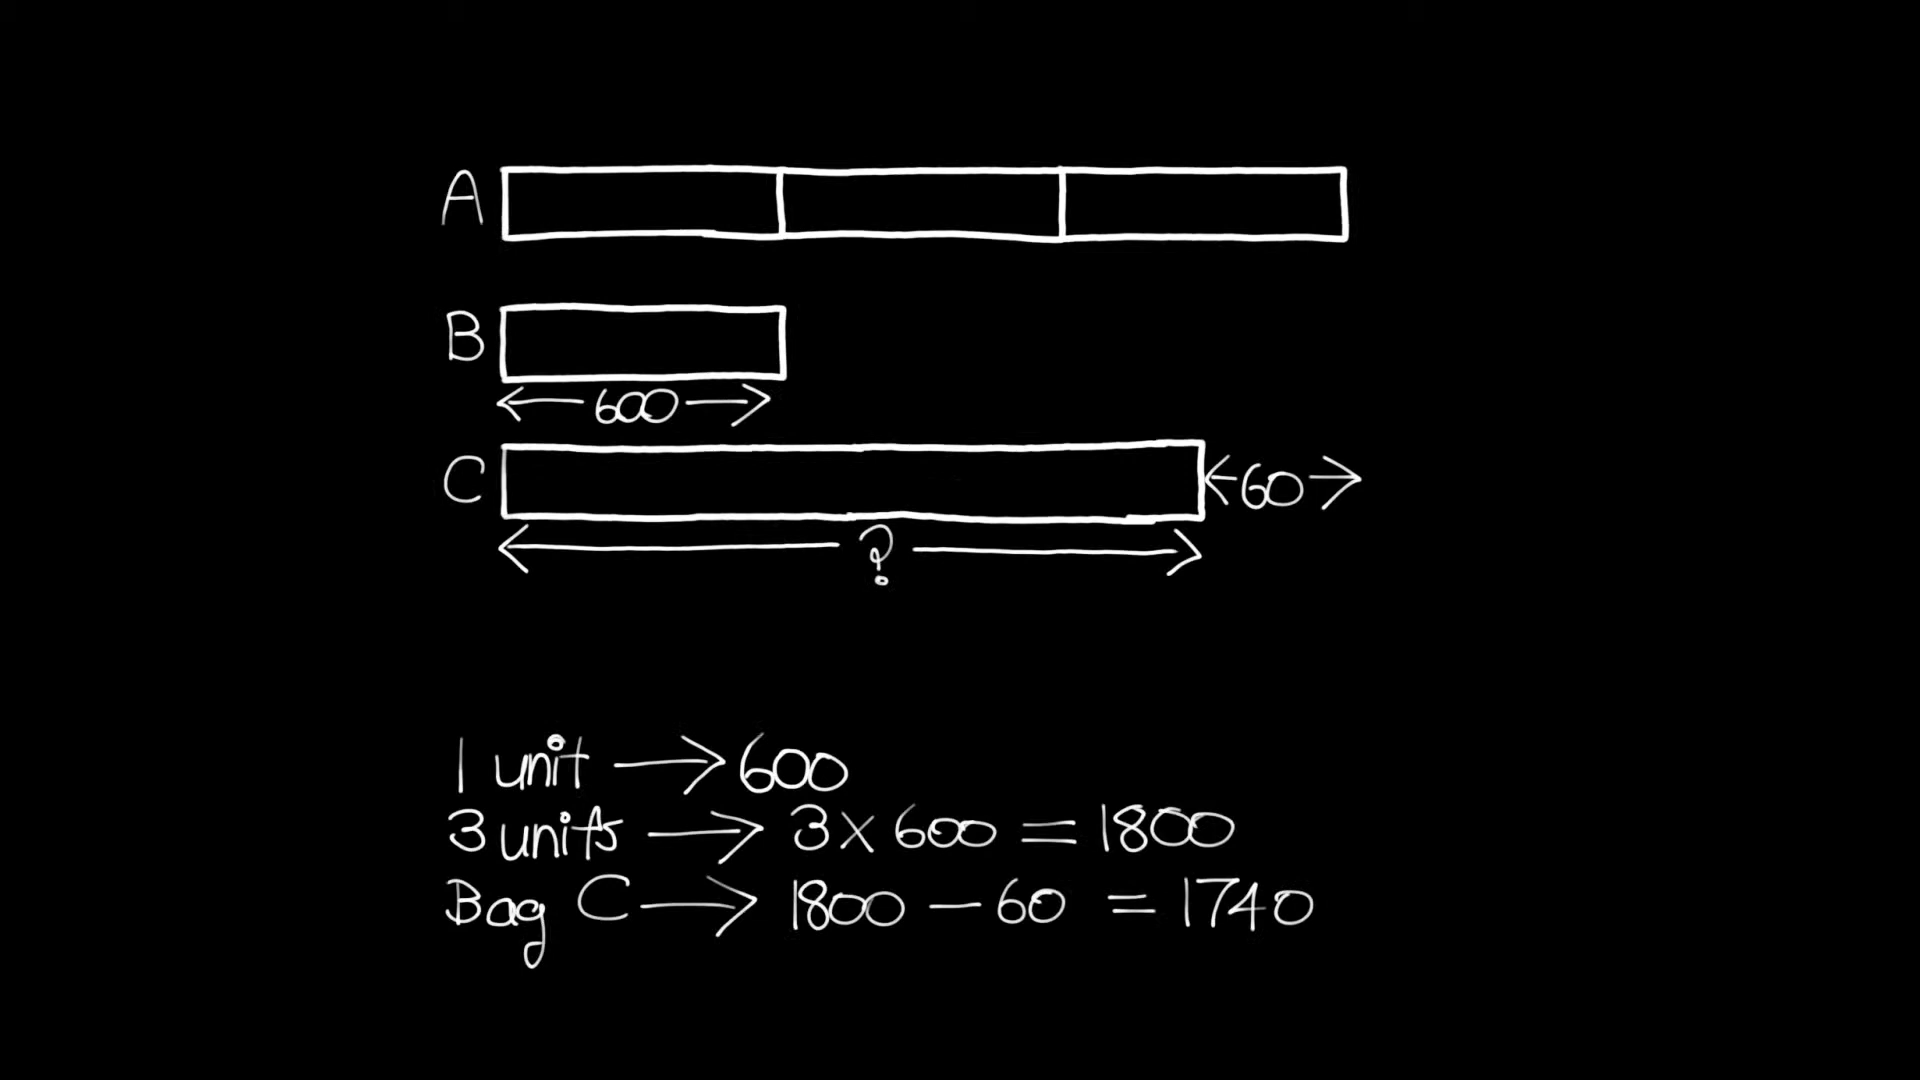 A
B
600
C
60
?
1 unit → 600
3 units → 3 × 600 = 1800
Bag C → 1800 – 60 = 1740